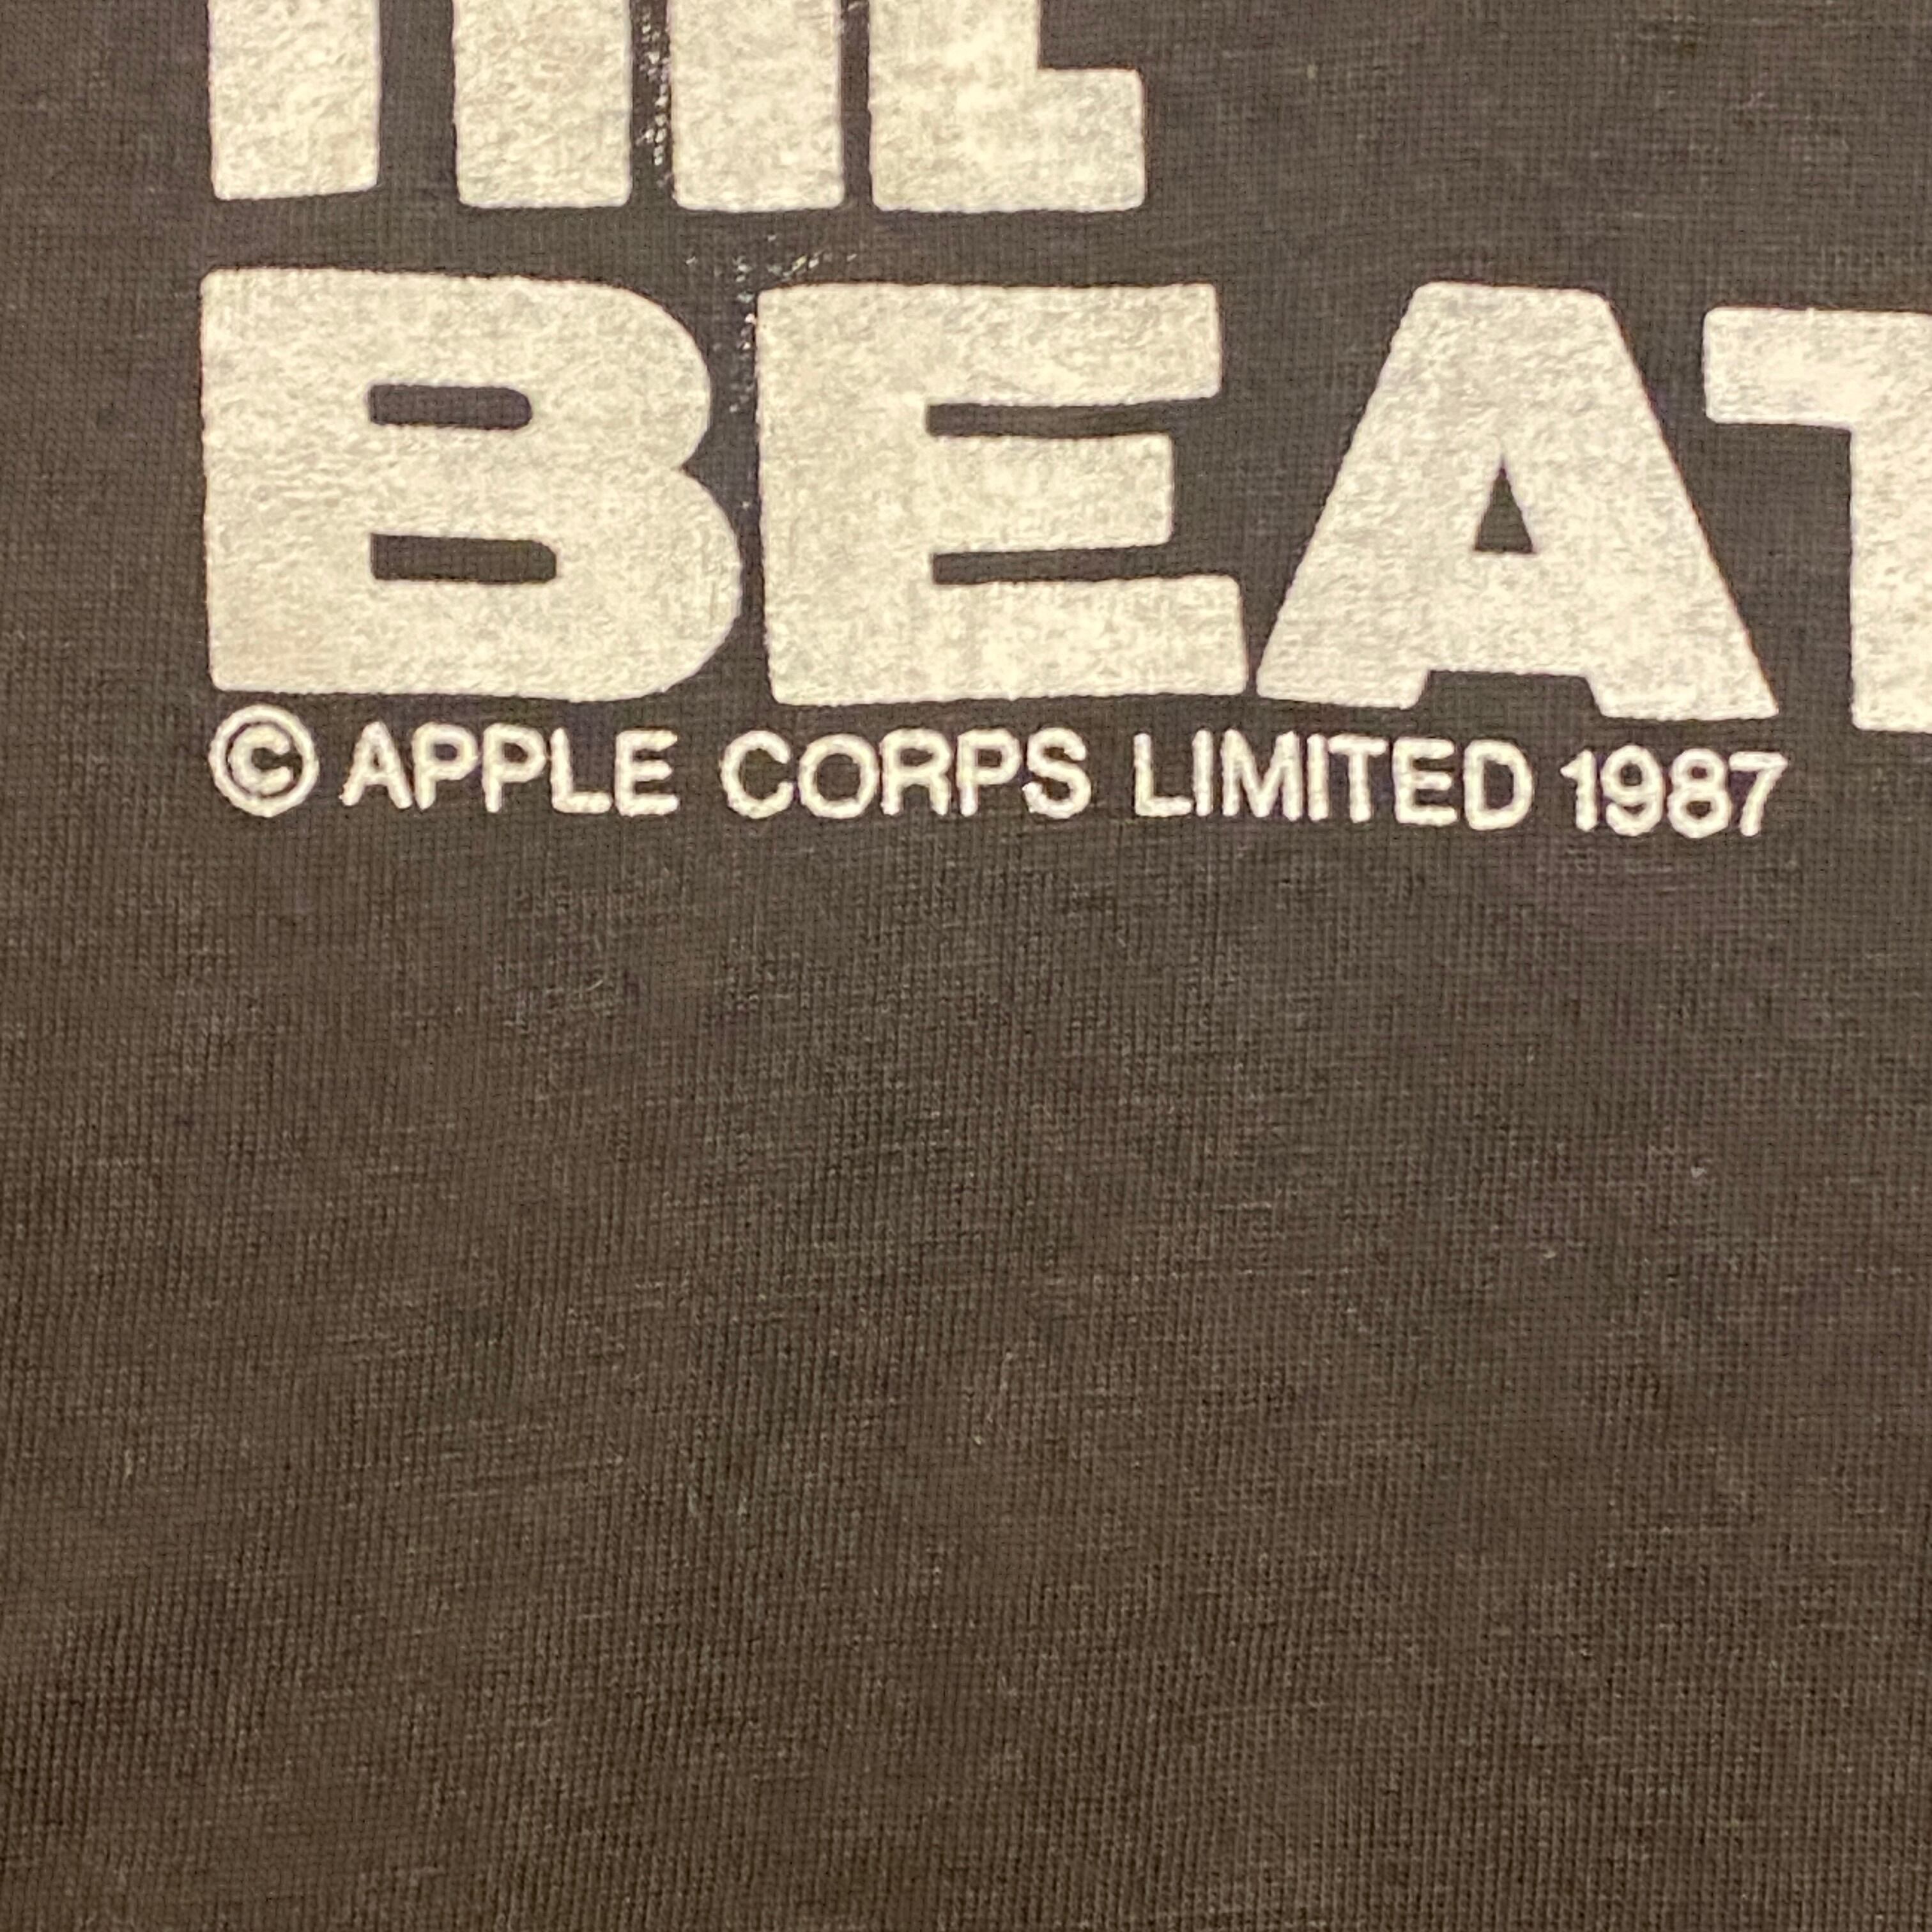 BEAT
© APPLE CORPS LIMITED 1987